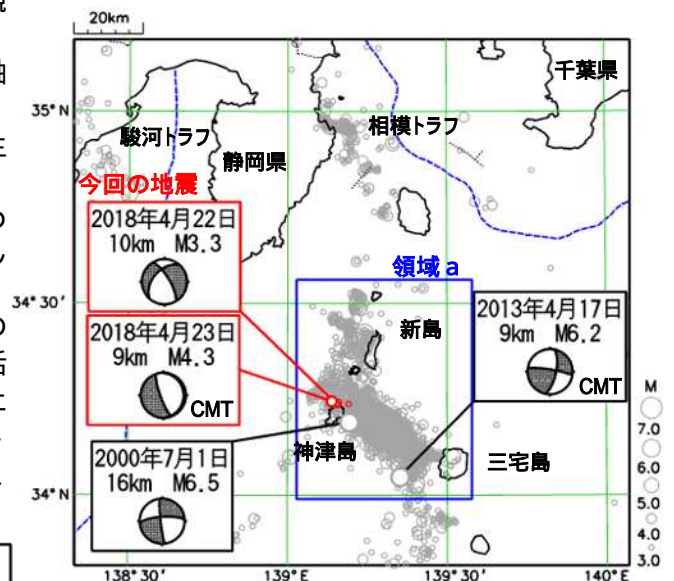 20km
千葉県
35°N
相模トラフ
駿河トラフ
静岡県
今回の地震
2018年4月22日
10km M3.3
領域a
34°30′
2013年4月17日
9km M6.2
CMT
新島
2018年4月23日
9km M4.3
CMT
M
7.0
6.0
5.0
4.0
3.0
神津島
三宅島
2000年7月1日
16km M6.5
34°N
138°30′
139°E
139°30′
140°E